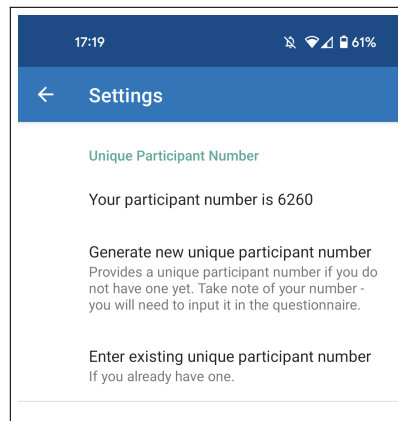 17:19 61%
Settings
Unique Participant Number
Your participant number is 6260
Generate new unique participant number
Provides a unique participant number if you do
not have one yet. Take note of your number -
you will need to input it in the questionnaire.
Enter existing unique participant number
If you already have one.